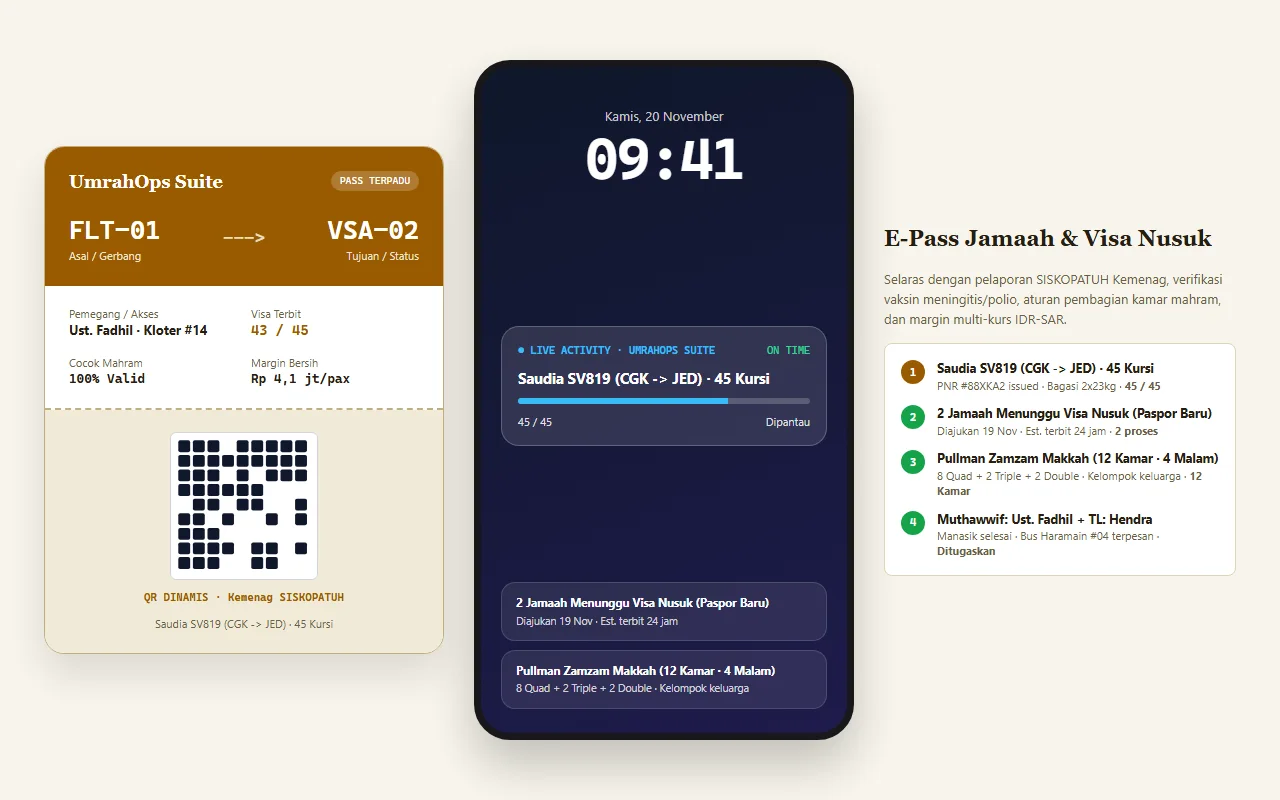 UmrahOps Suite
PASS TERPADU
FLT-01
--->
VSA-02
Asal / Gerbang
Tujuan / Status
Pemegang / Akses
Ust. Fadhil · Kloter #14
Visa Terbit
43 / 45
Cocok Mahram
100% Valid
Margin Bersih
Rp 4,1 jt/pax
QR DINAMIS · Kemenag SISKOPATUH
Saudia SV819 (CGK -> JED) · 45 Kursi
Kamis, 20 November
09:41
● LIVE ACTIVITY · UMRAHOPS SUITE
ON TIME
Saudia SV819 (CGK -> JED) · 45 Kursi
45 / 45
Dipantau
2 Jamaah Menunggu Visa Nusuk (Paspor Baru)
Diajukan 19 Nov · Est. terbit 24 jam
Pullman Zamzam Makkah (12 Kamar · 4 Malam)
8 Quad + 2 Triple + 2 Double · Kelompok keluarga
E-Pass Jamaah & Visa Nusuk
Selaras dengan pelaporan SISKOPATUH Kemenag, verifikasi
vaksin meningitis/polio, aturan pembagian kamar mahram,
dan margin multi-kurs IDR-SAR.
1
Saudia SV819 (CGK -> JED) · 45 Kursi
PNR #88XKA2 issued · Bagasi 2x23kg · 45 / 45
2
2 Jamaah Menunggu Visa Nusuk (Paspor Baru)
Diajukan 19 Nov · Est. terbit 24 jam · 2 proses
3
Pullman Zamzam Makkah (12 Kamar · 4 Malam)
8 Quad + 2 Triple + 2 Double · Kelompok keluarga · 12
Kamar
4
Muthawwif: Ust. Fadhil + TL: Hendra
Manasik selesai · Bus Haramain #04 terpesan ·
Ditugaskan